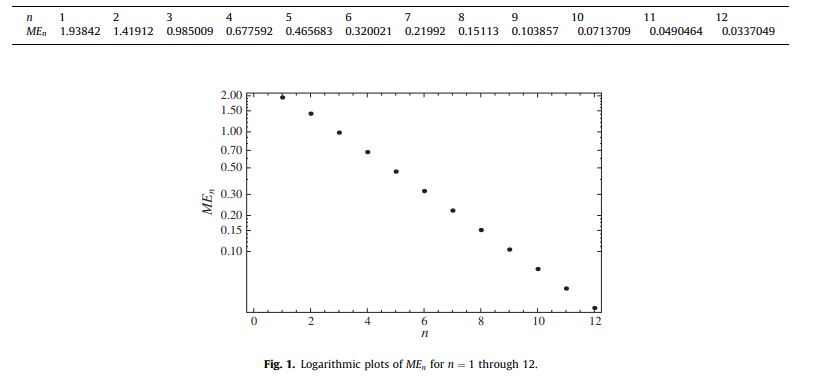 n 1 2 3 4 5 6 7 8 9 10 11 12
MEn 1.93842 1.41912 0.985009 0.677592 0.465683 0.320021 0.21992 0.15113 0.103857 0.0713709 0.0490464 0.0337049
2.00
1.50
1.00
0.70
0.50
0.30
0.20
0.15
0.10
MEn
0 2 4 6 8 10 12
n
Fig. 1. Logarithmic plots of MEn for n = 1 through 12.